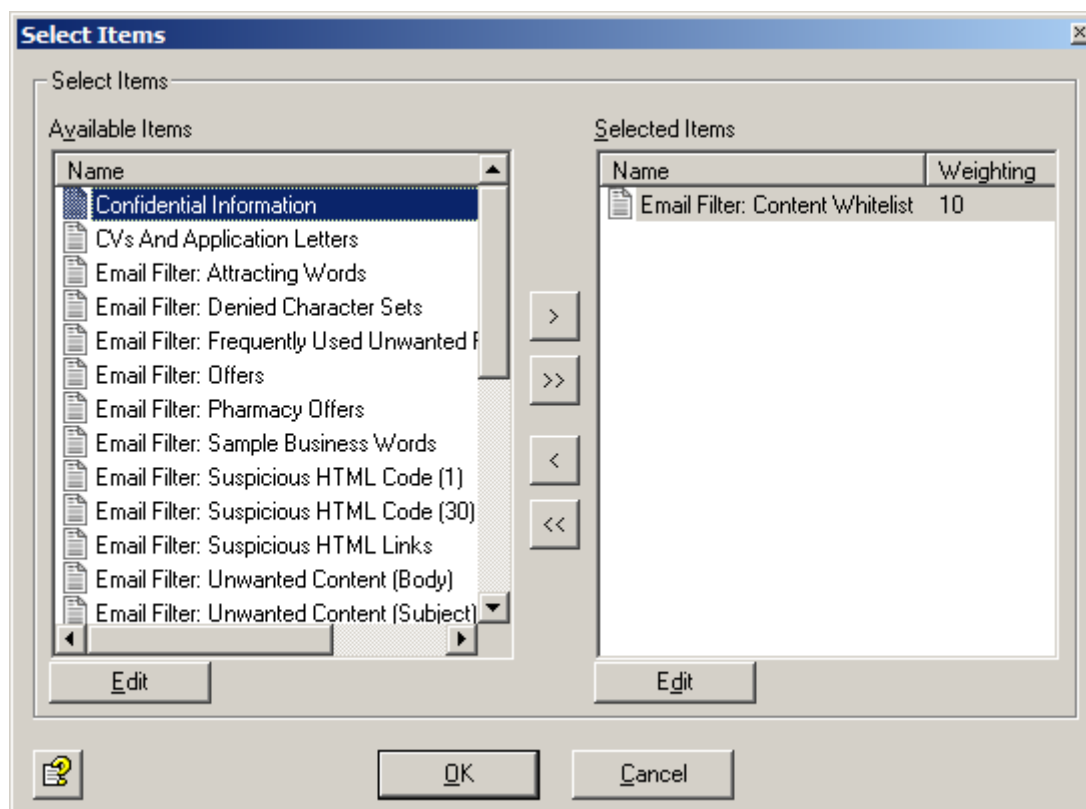 Select Items
Select Items
Available Items
Name
Confidential Information
CVs And Application Letters
Email Filter: Attracting Words
Email Filter: Denied Character Sets
Email Filter: Frequently Used Unwanted
Email Filter: Offers
Email Filter: Pharmacy Offers
Email Filter: Sample Business Words
Email Filter: Suspicious HTML Code (1)
Email Filter: Suspicious HTML Code (30)
Email Filter: Suspicious HTML Links
Email Filter: Unwanted Content (Body)
Email Filter: Unwanted Content (Subject)
Edit
>
>>
<
<<
Selected Items
Name Weighting
Email Filter: Content Whitelist 10
Edit
OK Cancel